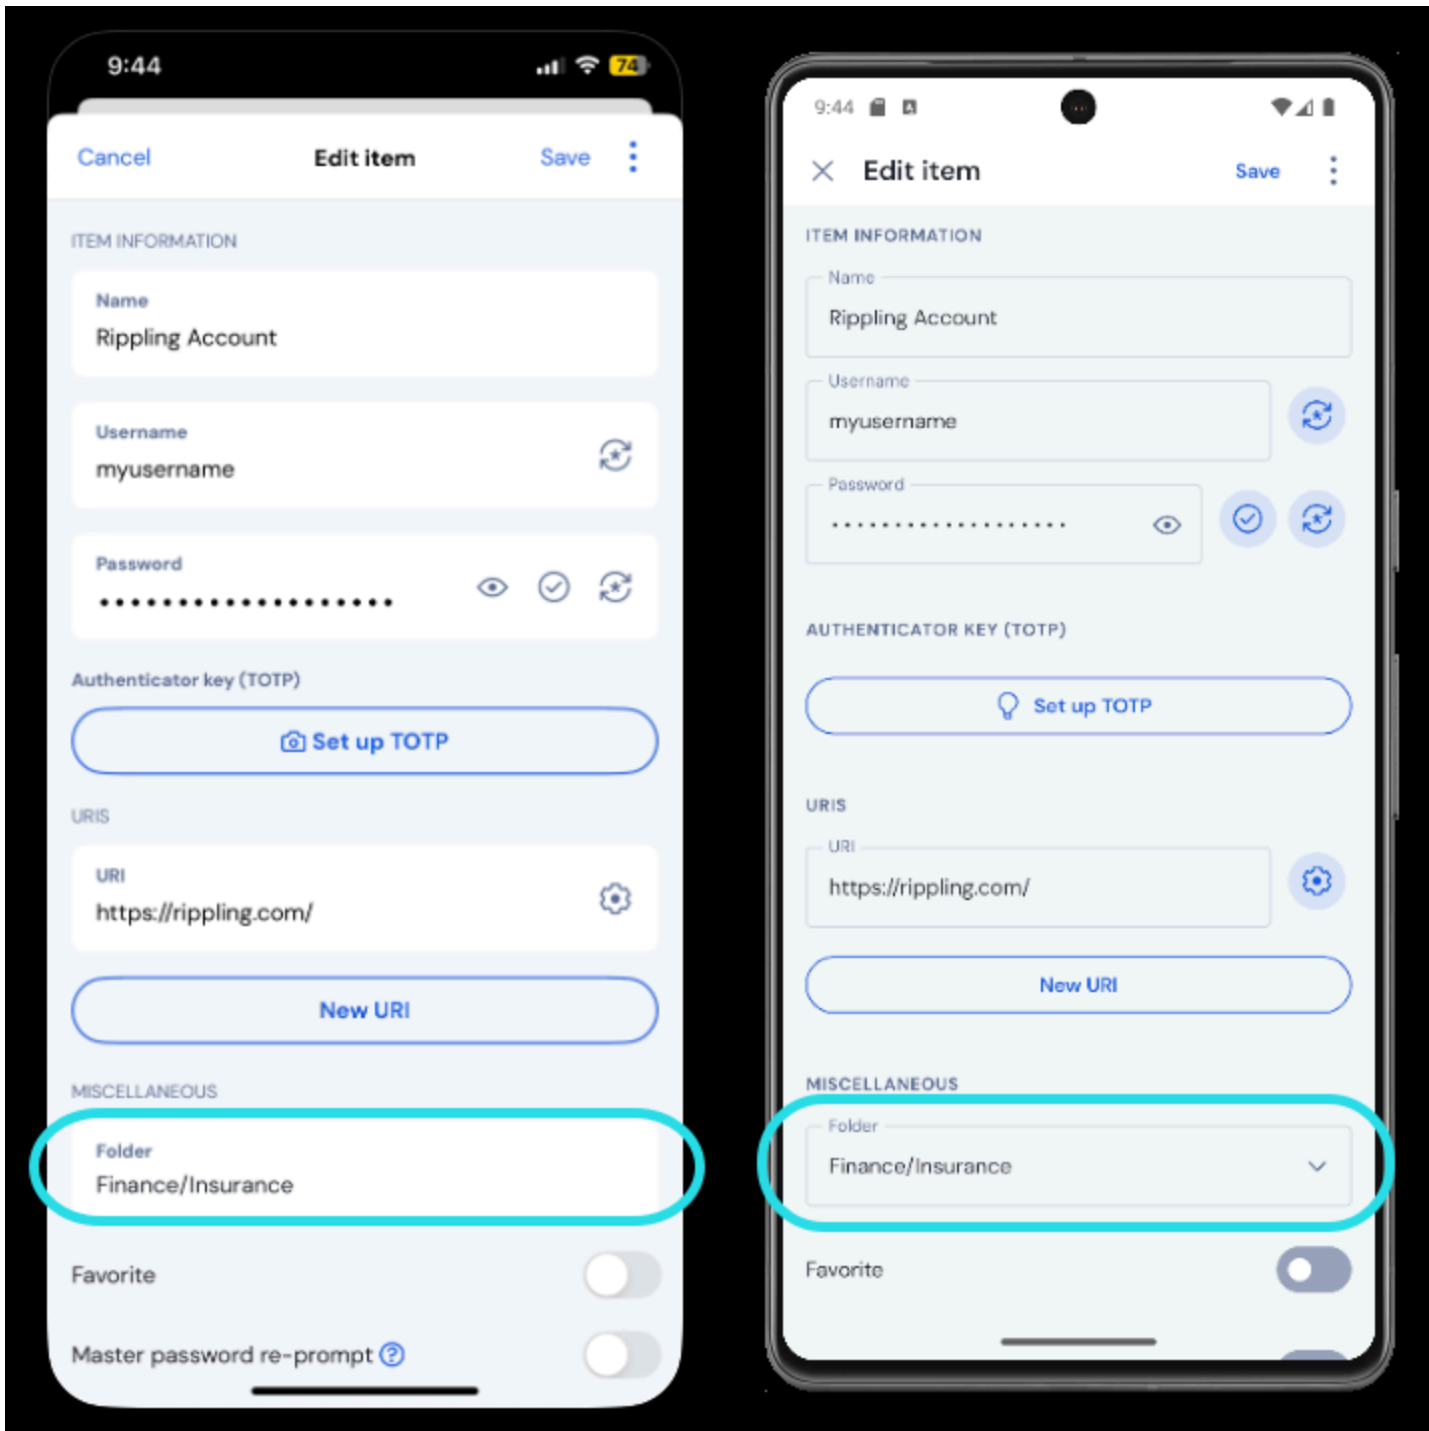 9:44
74
Cancel
Edit item
Save
ITEM INFORMATION
Name
Rippling Account
Username
myusername
Password
•••••••••••••••••••
Authenticator key (TOTP)
Set up TOTP
URIS
URI
https://rippling.com/
New URI
MISCELLANEOUS
Folder
Finance/Insurance
Favorite
Master password re-prompt
9:44
Edit item
Save
ITEM INFORMATION
Name
Rippling Account
Username
myusername
Password
•••••••••••••••••••
AUTHENTICATOR KEY (TOTP)
Set up TOTP
URIS
URI
https://rippling.com/
New URI
MISCELLANEOUS
Folder
Finance/Insurance
Favorite